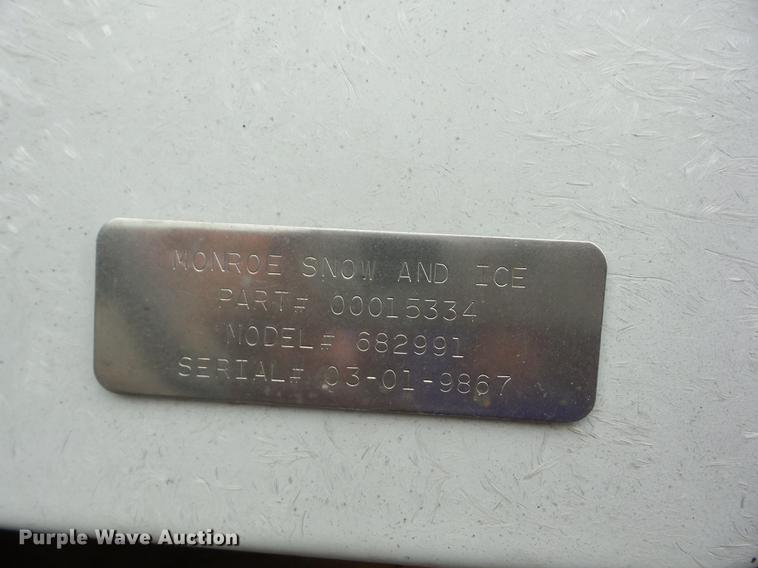 MONROE SNOW AND ICE
PART# 00015334
MODEL# 682991
SERIAL# 03-01-9867
Purple Wave Auction